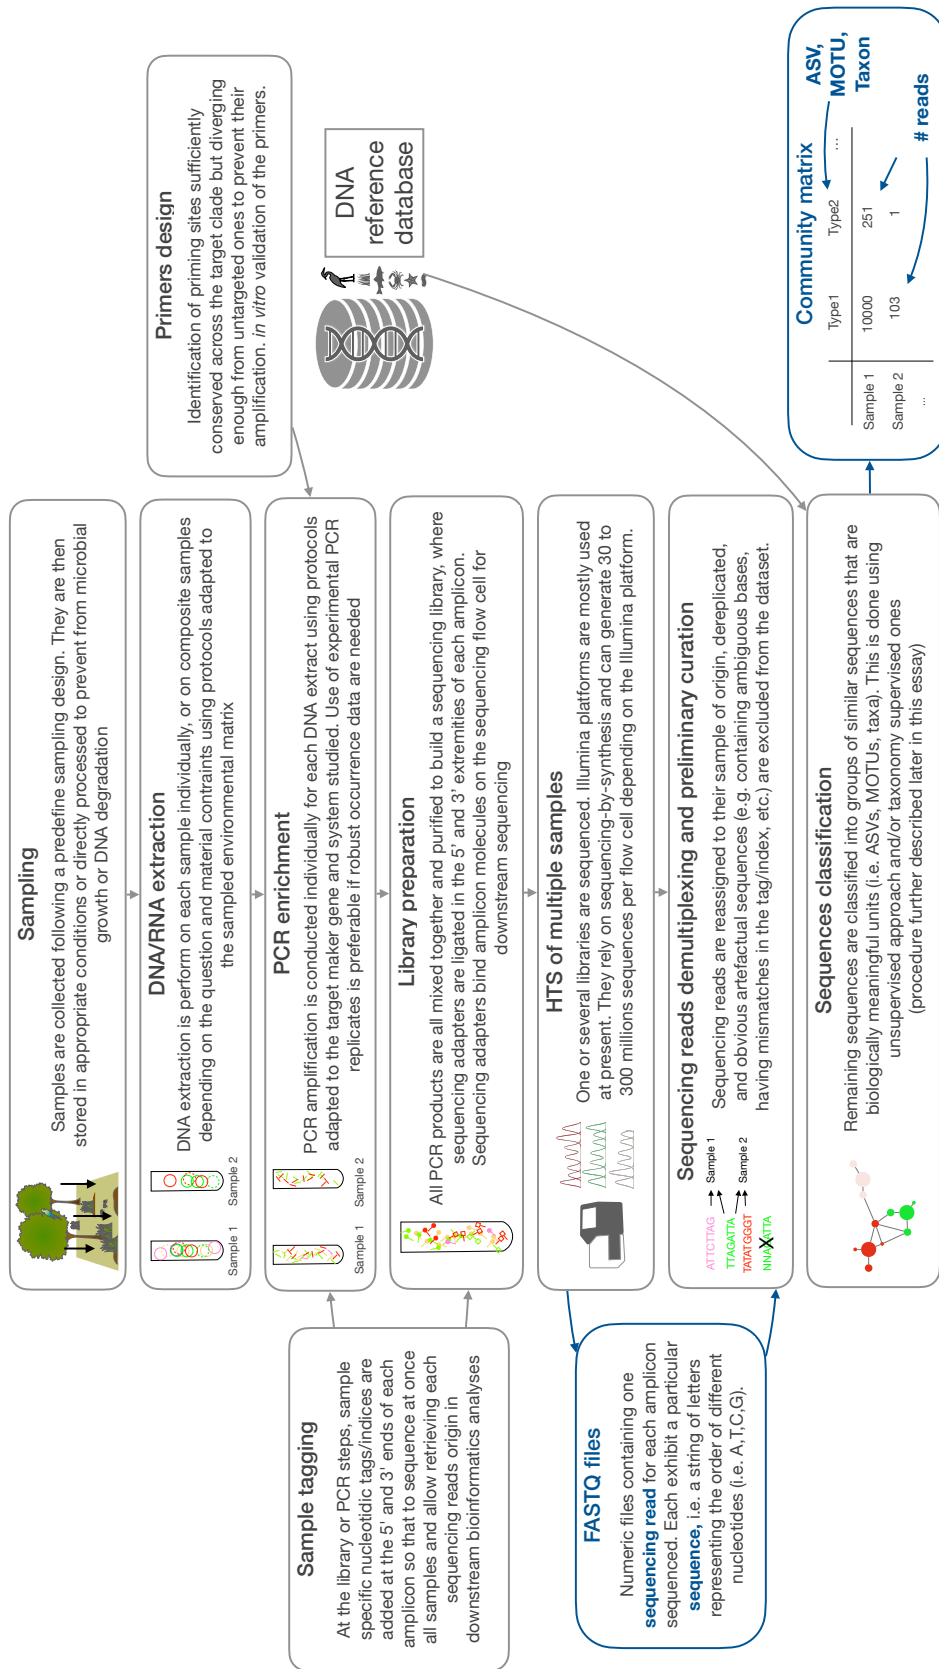 Sampling
Samples are collected following a predefine sampling design. They are then
stored in appropriate conditions or directly processed to prevent from microbial
growth or DNA degradation
DNA/RNA extraction
DNA extraction is perform on each sample individually, or on composite samples
depending on the question and material contraints using protocols adapted to
the sampled environmental matrix
Sample 1
Sample 2
Primers design
Identification of priming sites sufficiently
conserved across the target clade but diverging
enough from untargeted ones to prevent their
amplification. in vitro validation of the primers.
PCR enrichment
PCR amplification is conducted individually for each DNA extract using protocols
adapted to the target maker gene and system studied. Use of experimental PCR
replicates is preferable if robust occurrence data are needed
Sample 1
Sample 2
Sample tagging
At the library or PCR steps, sample
specific nucleotidic tags/indices are
added at the 5' and 3' ends of each
amplicon so that to sequence at once
all samples and allow retrieving each
sequencing reads origin in
downstream bioinformatics analyses
Library preparation
All PCR products are all mixed together and purified to build a sequencing library, where
sequencing adapters are ligated in the 5' and 3' extremities of each amplicon.
Sequencing adapters bind amplicon molecules on the sequencing flow cell for
downstream sequencing
DNA
reference
database
HTS of multiple samples
One or several libraries are sequenced. Illumina platforms are mostly used
at present. They rely on sequencing-by-synthesis and can generate 30 to
300 millions sequences per flow cell depending on the Illumina platform.
FASTQ files
Numeric files containing one
sequencing read for each amplicon
sequenced. Each exhibit a particular
sequence, i.e. a string of letters
representing the order of different
nucleotides (i.e. A,T,C,G).
Sequencing reads demultiplexing and preliminary curation
ATTCTTAG
Sample 1
TTAGATTA
TATATGGGT
Sample 2
Sequencing reads are reassigned to their sample of origin, dereplicated,
and obvious artefactual sequences (e.g. containing ambiguous bases,
having mismatches in the tag/index, etc.) are excluded from the dataset.
Sequences classification
Remaining sequences are classified into groups of similar sequences that are
biologically meaningful units (i.e. ASVs, MOTUs, taxa). This is done using
unsupervised approach and/or taxonomy supervised ones
(procedure further described later in this essay)
Community matrix
ASV,
MOTU,
Taxon
Type1 Type2 ...
Sample 1 10000 251
Sample 2 103 1
...
# reads